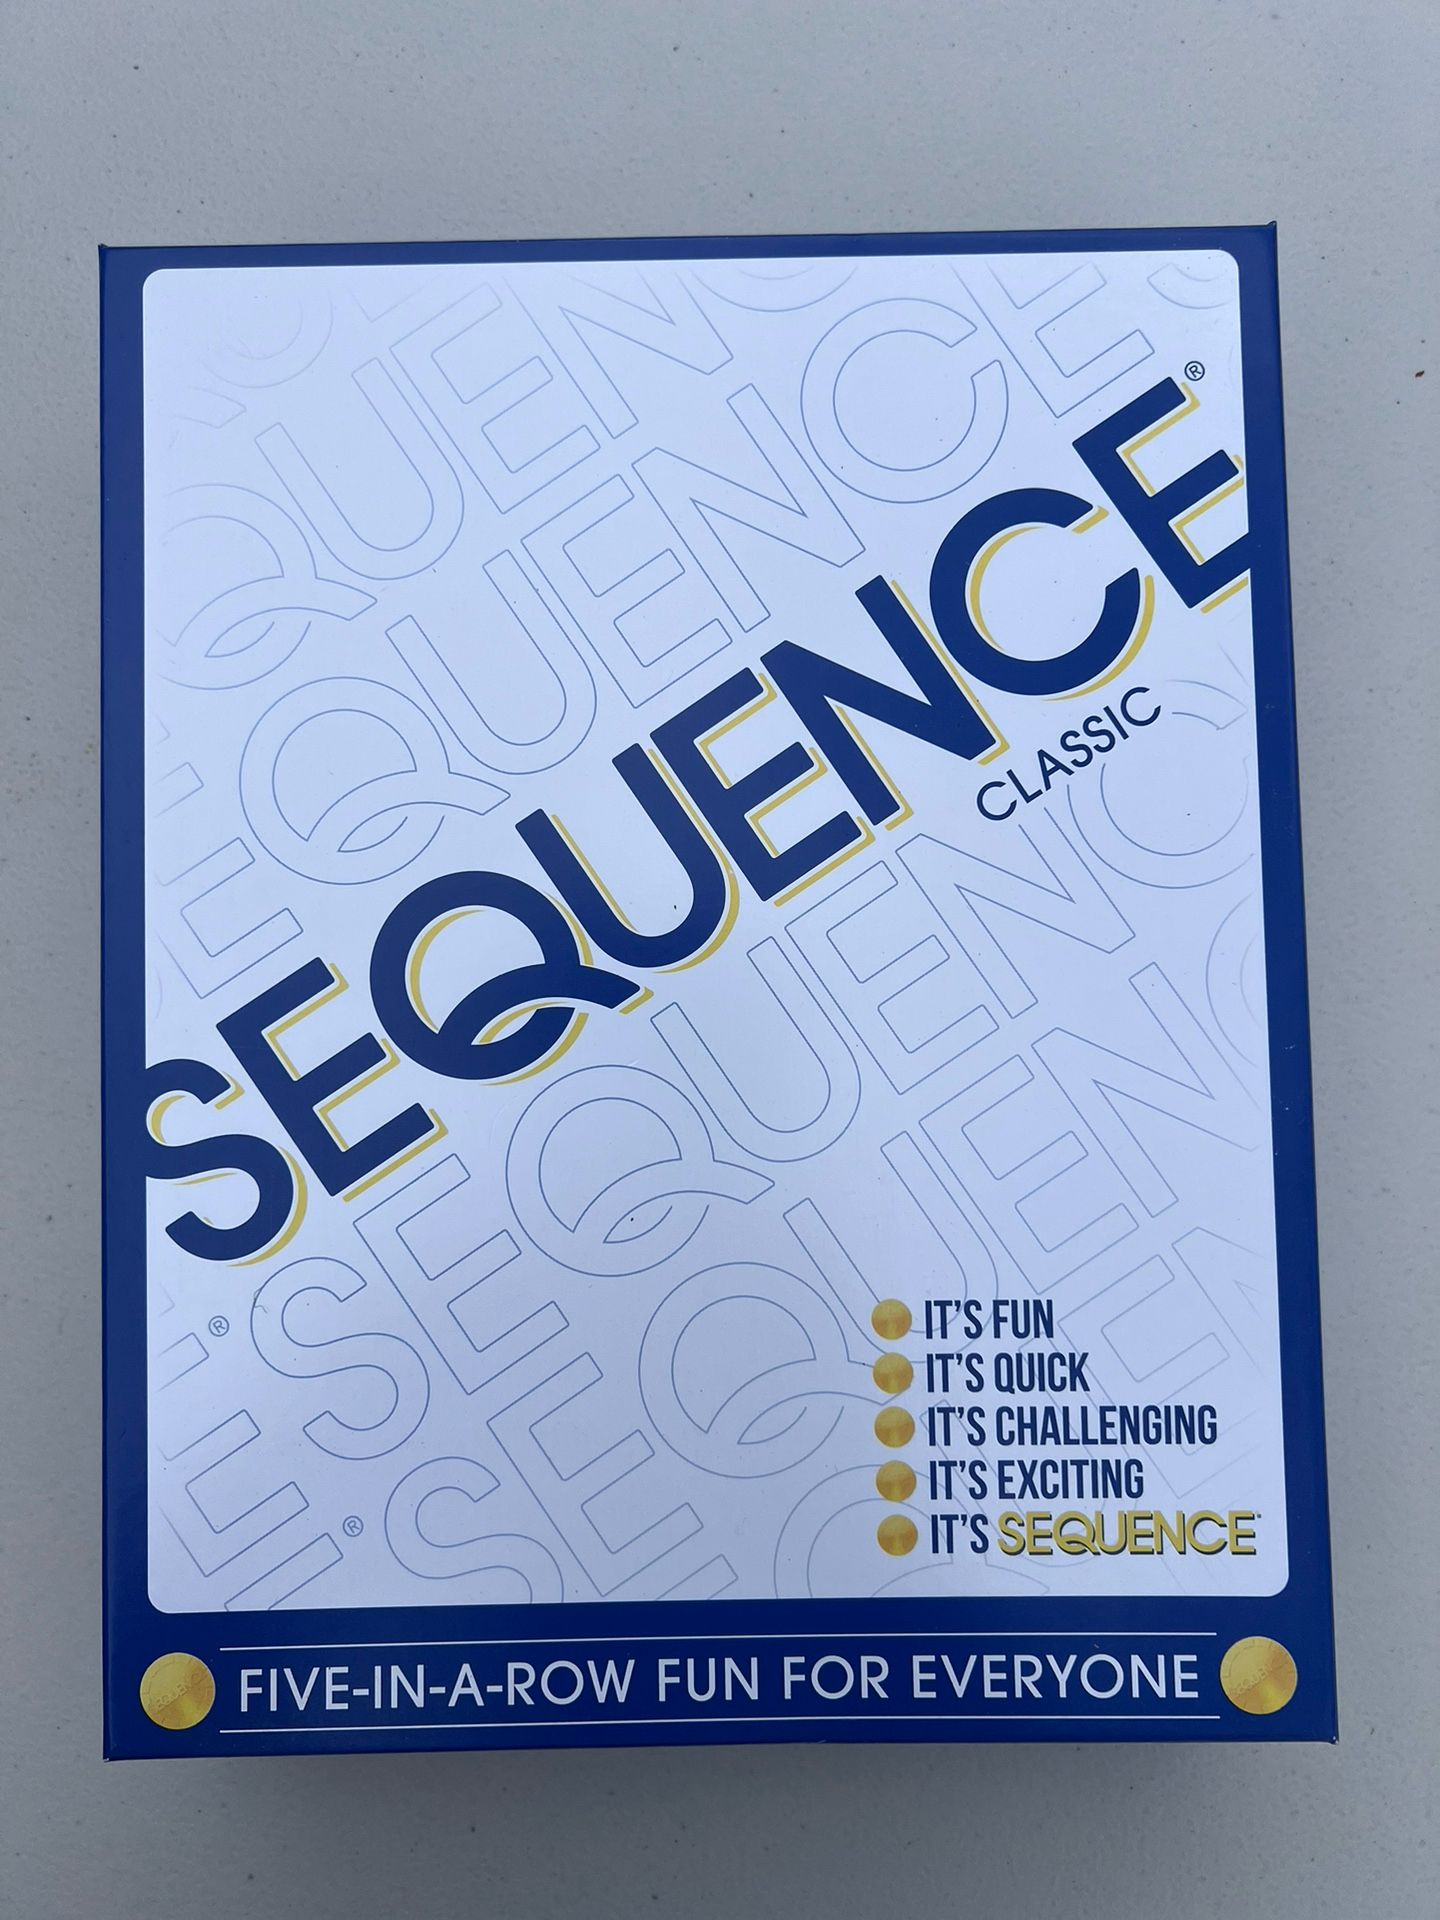 SEQUENCE®
CLASSIC
IT'S FUN
IT'S QUICK
IT'S CHALLENGING
IT'S EXCITING
IT'S SEQUENCE
FIVE-IN-A-ROW FUN FOR EVERYONE